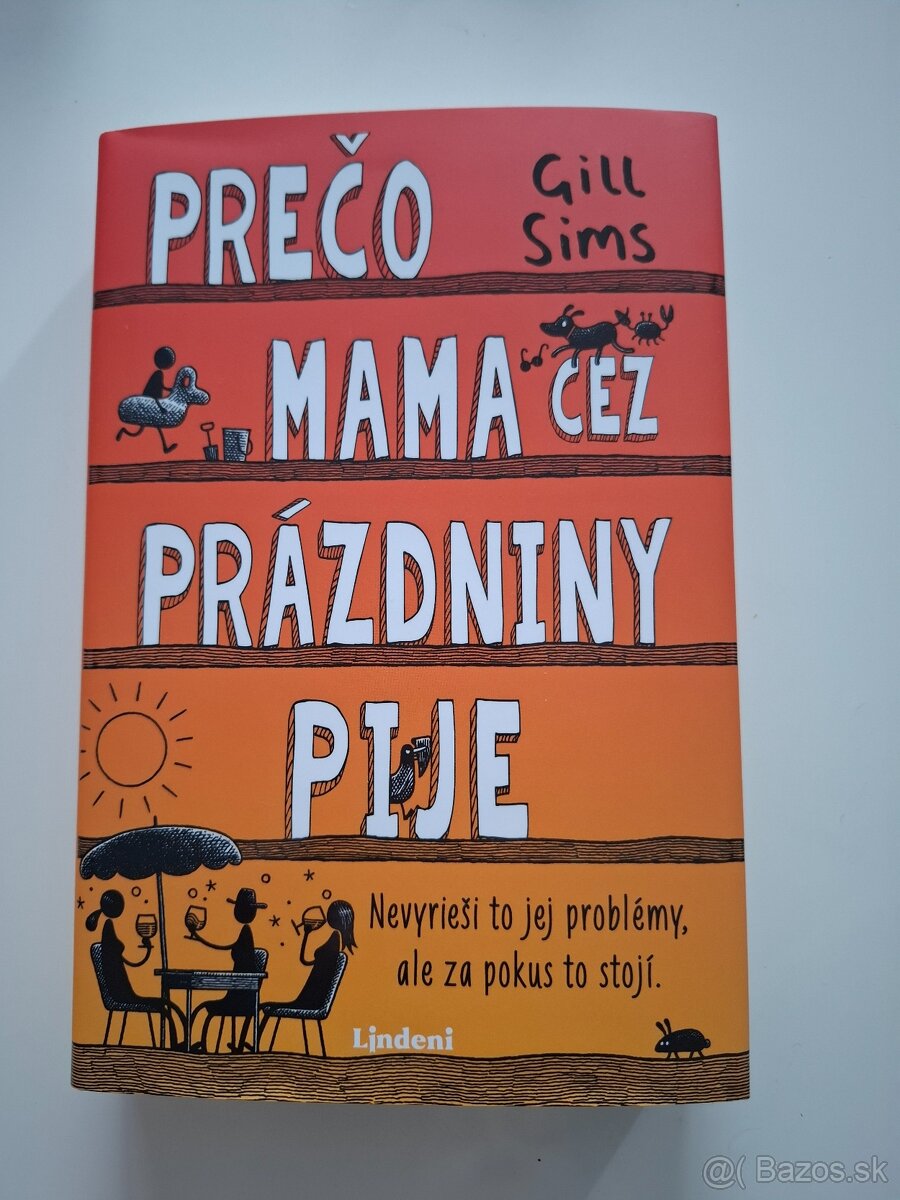 PREČO
Gill
Sims
MAMA CEZ
PRÁZDNINY
PIJE
Nevyrieši to jej problémy,
ale za pokus to stojí.
Lindeni
@( Bazos.sk